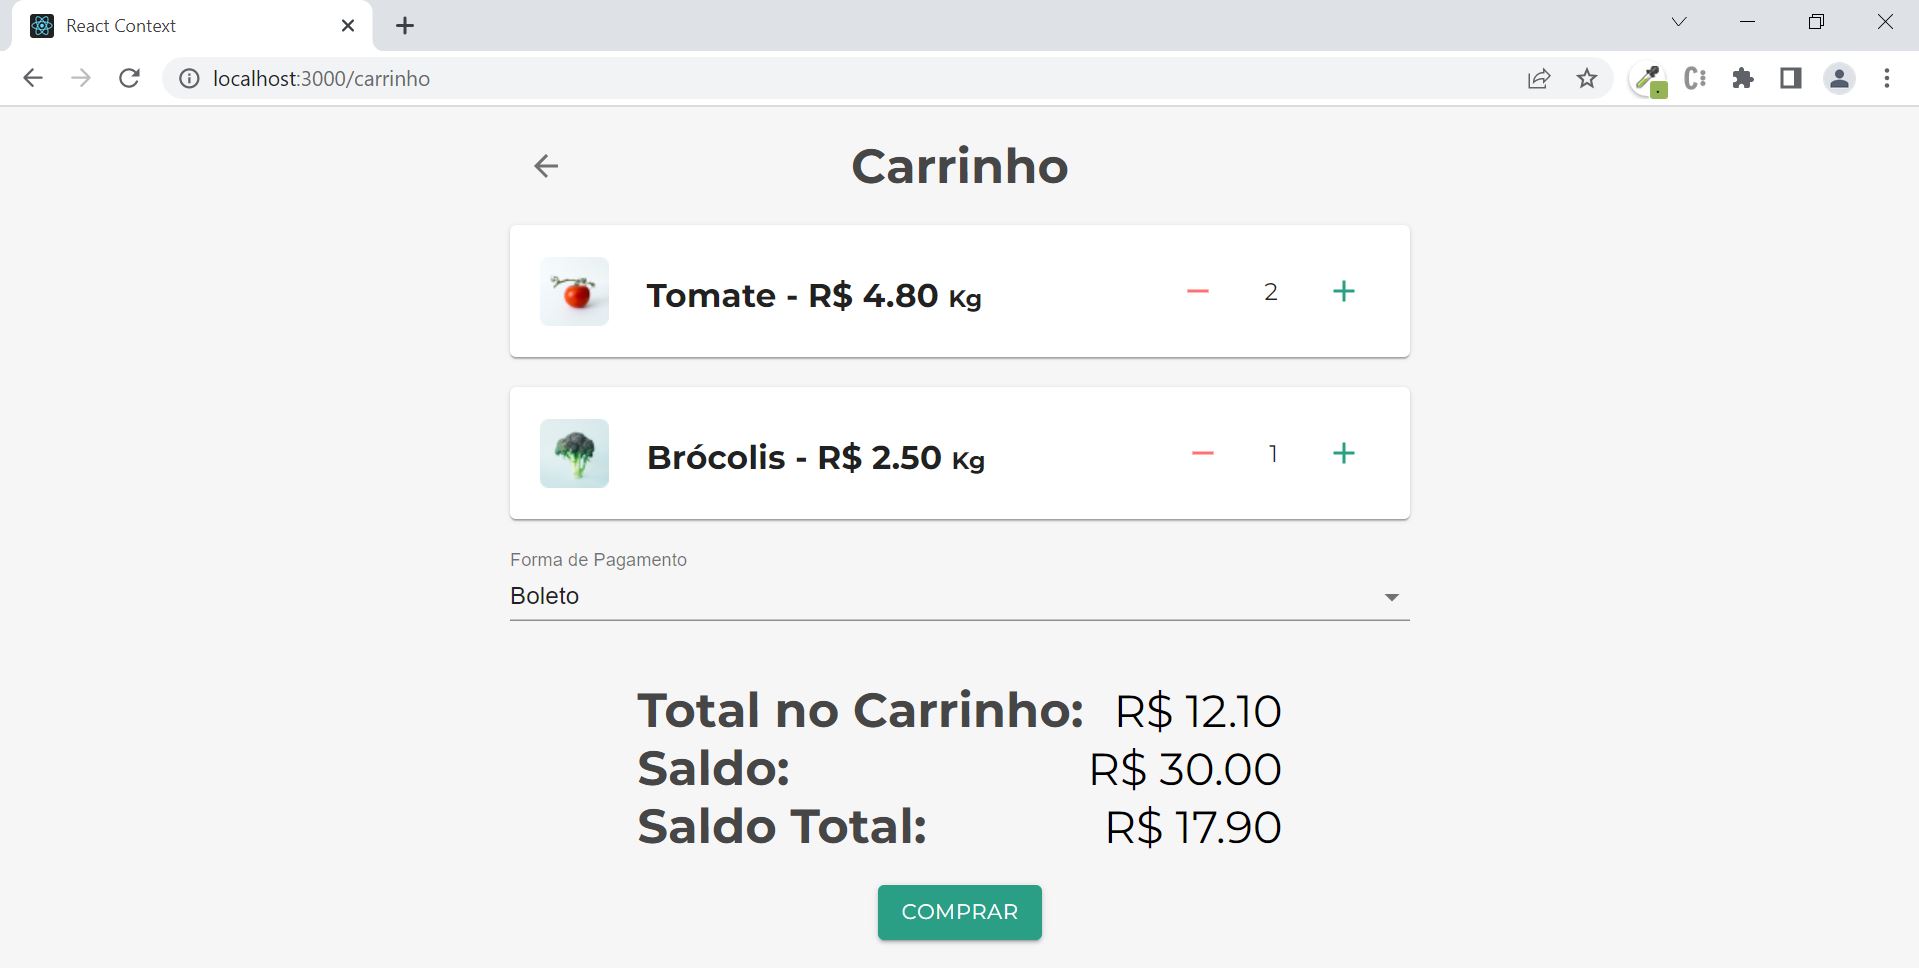 React Context
localhost:3000/carrinho
Carrinho
Tomate - R$ 4.80 Kg
2
Brócolis - R$ 2.50 Kg
1
Forma de Pagamento
Boleto
Total no Carrinho: R$ 12.10
Saldo: R$ 30.00
Saldo Total: R$ 17.90
COMPRAR